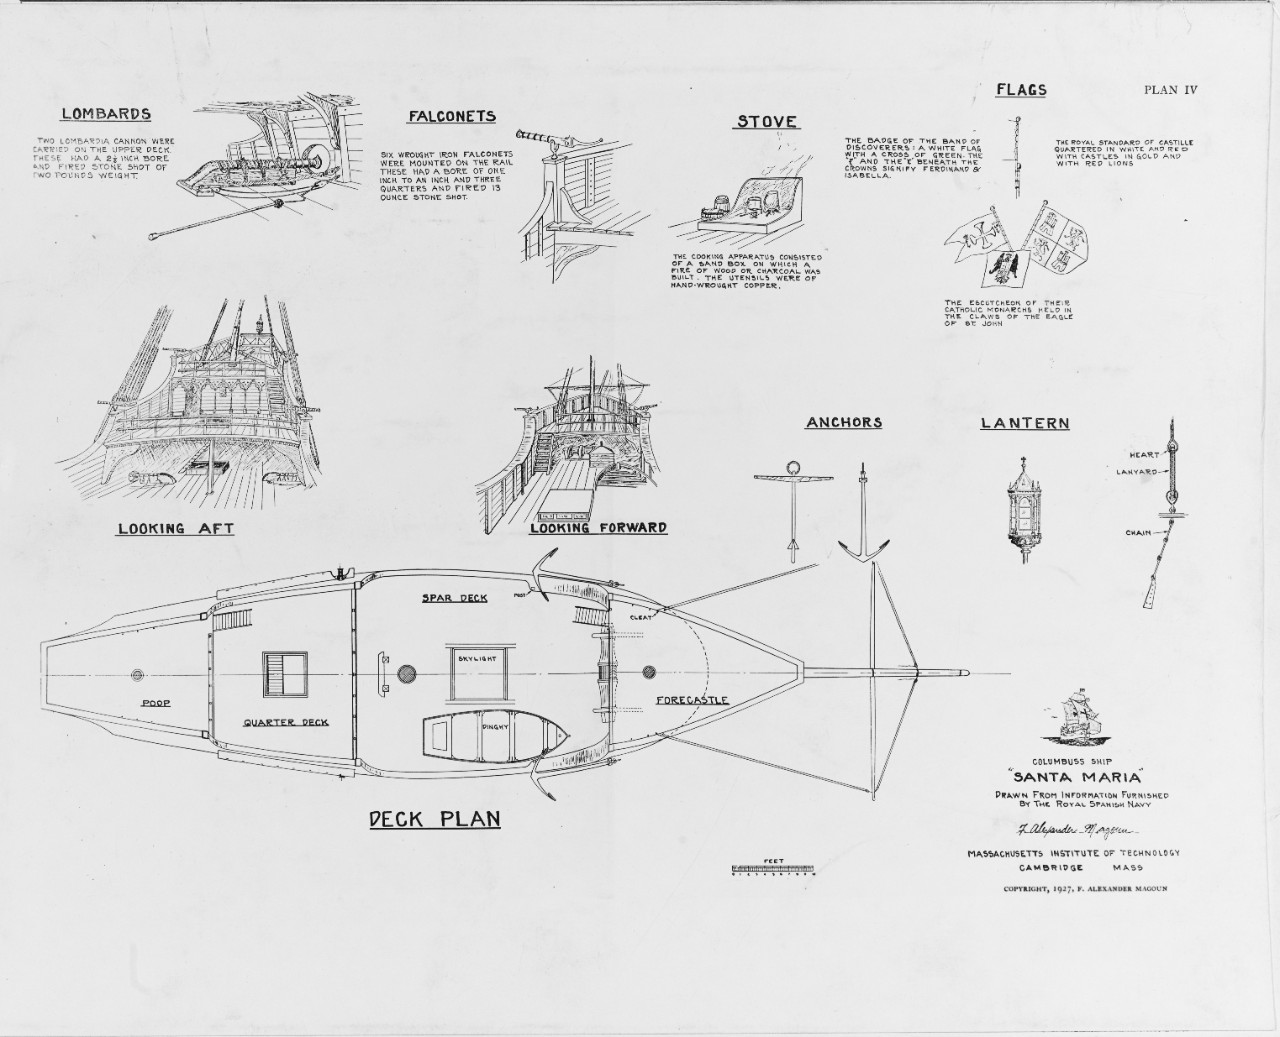 PLAN IV
LOMBARDS
TWO LOMBARDIA CANNON WERE
CARRIED ON THE UPPER DECK.
THESE HAD A 2½ INCH BORE
AND FIRED STONE SHOT OF
TWO POUNDS WEIGHT.
FALCONETS
SIX WROUGHT IRON FALCONETS
WERE MOUNTED ON THE RAIL
THESE HAD A BORE OF ONE
INCH TO AN INCH AND THREE
QUARTERS AND FIRED 13
OUNCE STONE SHOT.
STOVE
THE COOKING APPARATUS CONSISTED
OF A SAND BOX ON WHICH A
FIRE OF WOOD OR CHARCOAL WAS
BUILT. THE UTENSILS WERE OF
HAND-WROUGHT COPPER.
FLAGS
THE BADGE OF THE BAND OF
DISCOVERERS: A WHITE FLAG
WITH A CROSS OF GREEN. THE
F AND THE Y BENEATH THE
CROWNS SIGNIFY FERDINAND &
ISABELLA.
THE ROYAL STANDARD OF CASTILLE
QUARTERED IN WHITE AND RED
WITH CASTLES IN GOLD AND
WITH RED LIONS
THE ESCUTCHEON OF THEIR
CATHOLIC MONARCHS HELD IN
THE CLAWS OF THE EAGLE
OF ST. JOHN
LOOKING AFT
LOOKING FORWARD
ANCHORS
LANTERN
HEART
LANYARD
CHAIN
SPAR DECK
CLEAT
SKYLIGHT
POOP
QUARTER DECK
DINGHY
FORECASTLE
DECK PLAN
FEET
COLUMBUSS SHIP
"SANTA MARIA"
DRAWN FROM INFORMATION FURNISHED
BY THE ROYAL SPANISH NAVY
F Alexander Magoun
MASSACHUSETTS INSTITUTE OF TECHNOLOGY
CAMBRIDGE MASS
COPYRIGHT, 1927, F. ALEXANDER MAGOUN